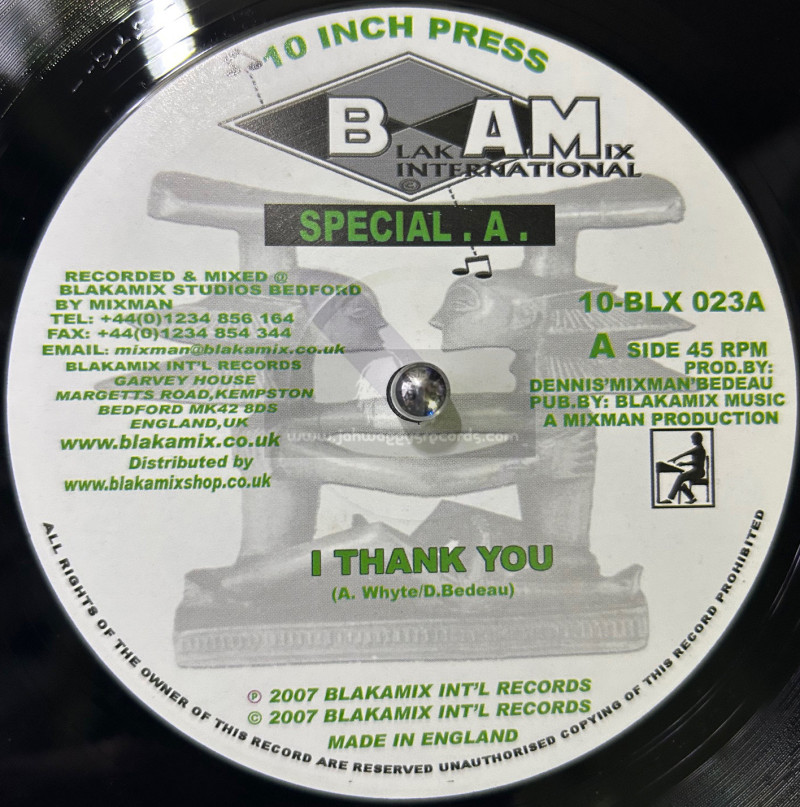 10 INCH PRESS
BLAK AMIX
INTERNATIONAL
©
SPECIAL . A .
RECORDED & MIXED @
BLAKAMIX STUDIOS BEDFORD
BY MIXMAN
TEL: +44(0)1234 856 164
FAX: +44(0)1234 854 344
EMAIL: mixman@blakamix.co.uk
BLAKAMIX INT'L RECORDS
GARVEY HOUSE
MARGETTS ROAD,KEMPSTON
BEDFORD MK42 8DS
ENGLAND,UK
www.blakamix.co.uk
Distributed by
www.blakamixshop.co.uk
10-BLX 023A
A SIDE 45 RPM
PROD.BY:
DENNIS'MIXMAN'BEDEAU
PUB.BY: BLAKAMIX MUSIC
A MIXMAN PRODUCTION
www.jahwaggysrecords.com
I THANK YOU
(A. Whyte/D.Bedeau)
℗ 2007 BLAKAMIX INT'L RECORDS
© 2007 BLAKAMIX INT'L RECORDS
MADE IN ENGLAND
ALL RIGHTS OF THE OWNER OF THIS RECORD ARE RESERVED UNAUTHORISED COPYING OF THIS RECORD PROHIBITED